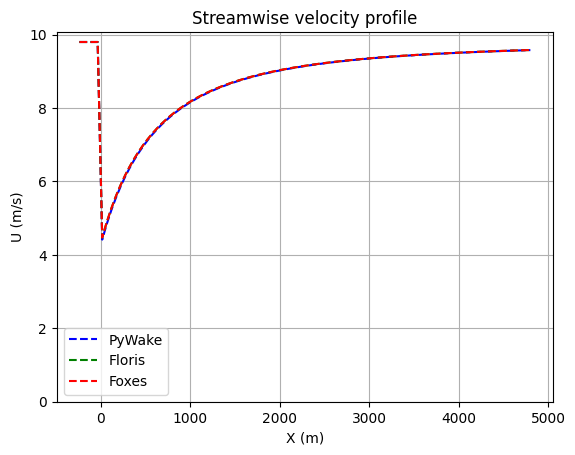 Streamwise velocity profile
U (m/s)
10
8
6
4
2
0
PyWake
Floris
Foxes
0 1000 2000 3000 4000 5000
X (m)